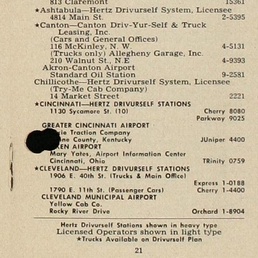 813 Claremont 15361
★Ashtabula—Hertz Drivurself System, Licensee
4814 Main St. 2-5395
★Canton—Canton Driv-Yur-Self & Truck
Leasing, Inc.
(Cars and General Offices)
116 McKinley, N. W. 4-5131
(Trucks only) Allegheny Garage, Inc.
210 Walnut St., N.E. 4-9393
Akron-Canton Airport
Standard Oil Station 9-2581
Chillicothe—Hertz Drivurself System, Licensee
(Try-Me Cab Company)
14 Market Street 2221
★CINCINNATI—HERTZ DRIVURSELF STATIONS
1130 Sycamore St. (10) Cherry 8080
Parkway 9025
GREATER CINCINNATI AIRPORT
Traction Company
County, Kentucky JUniper 4400
AIRPORT
Mary Yates, Airport Information Center
Cincinnati, Ohio TRinity 0759
★CLEVELAND—HERTZ DRIVURSELF STATIONS
1906 E. 40th St. (Trucks & Main Office)
Express 1-0188
1790 E. 11th St. (Passenger Cars) Cherry 1-4400
CLEVELAND MUNICIPAL AIRPORT
Yellow Cab Co.
Rocky River Drive Orchard 1-8904
Hertz Drivurself Stations shown in heavy type
Licensed Operators shown in light type
★Trucks Available on Drivurself Plan
21